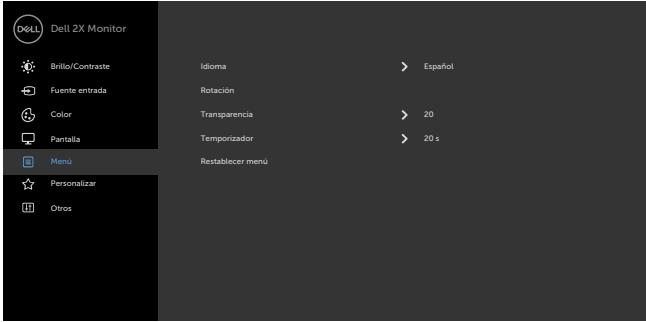 DELL Dell 2X Monitor
Brillo/Contraste
Fuente entrada
Color
Pantalla
Menú
Personalizar
Otros
Idioma Español
Rotación
Transparencia 20
Temporizador 20 s
Restablecer menú